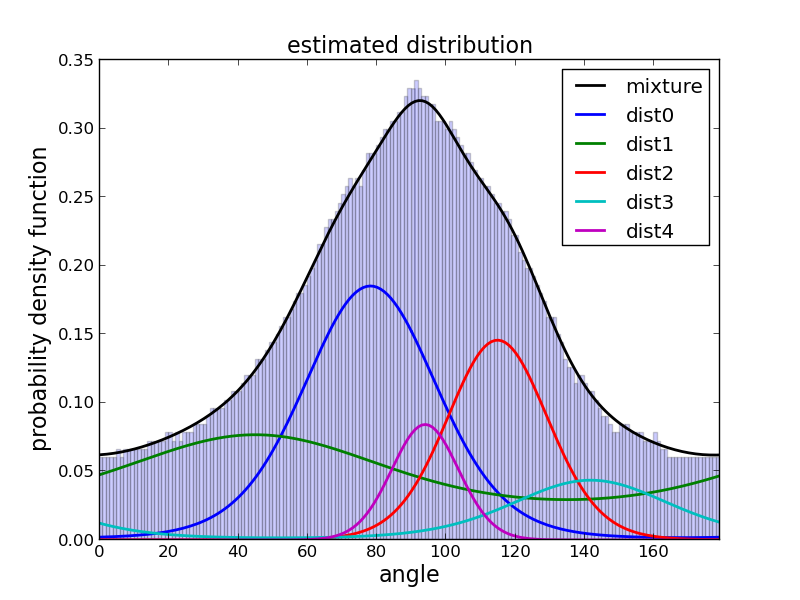 estimated distribution
0.35
0.30
0.25
0.20
0.15
0.10
0.05
0.00
probability density function
0 20 40 60 80 100 120 140 160
angle
mixture
dist0
dist1
dist2
dist3
dist4